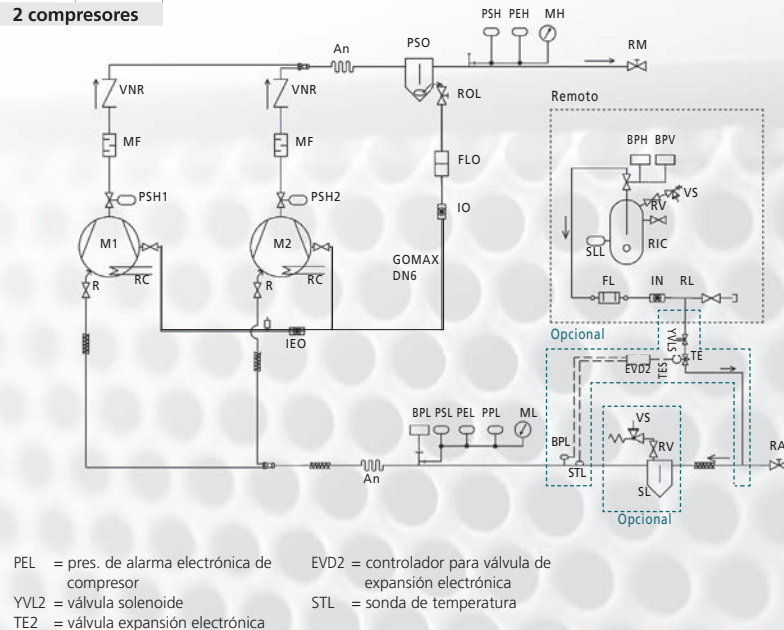 2 compresores
PSH PEH MH
An PSO RM
VNR VNR ROL Remoto
MF MF FLO BPH BPV
PSH1 PSH2 IO VS
RV
M1 M2 GOMAX
DN6
SLL RIC
R RC R RC FL IN RL
IEO Opcional
YVLS TE
EVD2 TES
BPL PSL PEL PPL ML VS
BPL RV RA
STL
An SL
Opcional
PEL = pres. de alarma electrónica de
compresor
YVL2 = válvula solenoide
TE2 = válvula expansión electrónica
EVD2 = controlador para válvula de
expansión electrónica
STL = sonda de temperatura